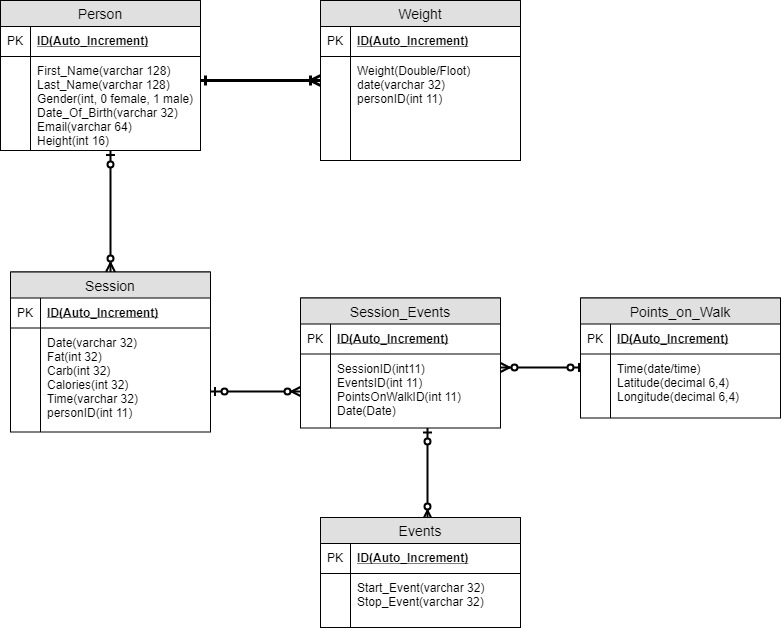 Person
PK ID(Auto_Increment)
First_Name(varchar 128)
Last_Name(varchar 128)
Gender(int, 0 female, 1 male)
Date_Of_Birth(varchar 32)
Email(varchar 64)
Height(int 16)
Weight
PK ID(Auto_Increment)
Weight(Double/Floot)
date(varchar 32)
personID(int 11)
Session
PK ID(Auto_Increment)
Date(varchar 32)
Fat(int 32)
Carb(int 32)
Calories(int 32)
Time(varchar 32)
personID(int 11)
Session_Events
PK ID(Auto_Increment)
SessionID(int11)
EventsID(int 11)
PointsOnWalkID(int 11)
Date(Date)
Points_on_Walk
PK ID(Auto_Increment)
Time(date/time)
Latitude(decimal 6,4)
Longitude(decimal 6,4)
Events
PK ID(Auto_Increment)
Start_Event(varchar 32)
Stop_Event(varchar 32)